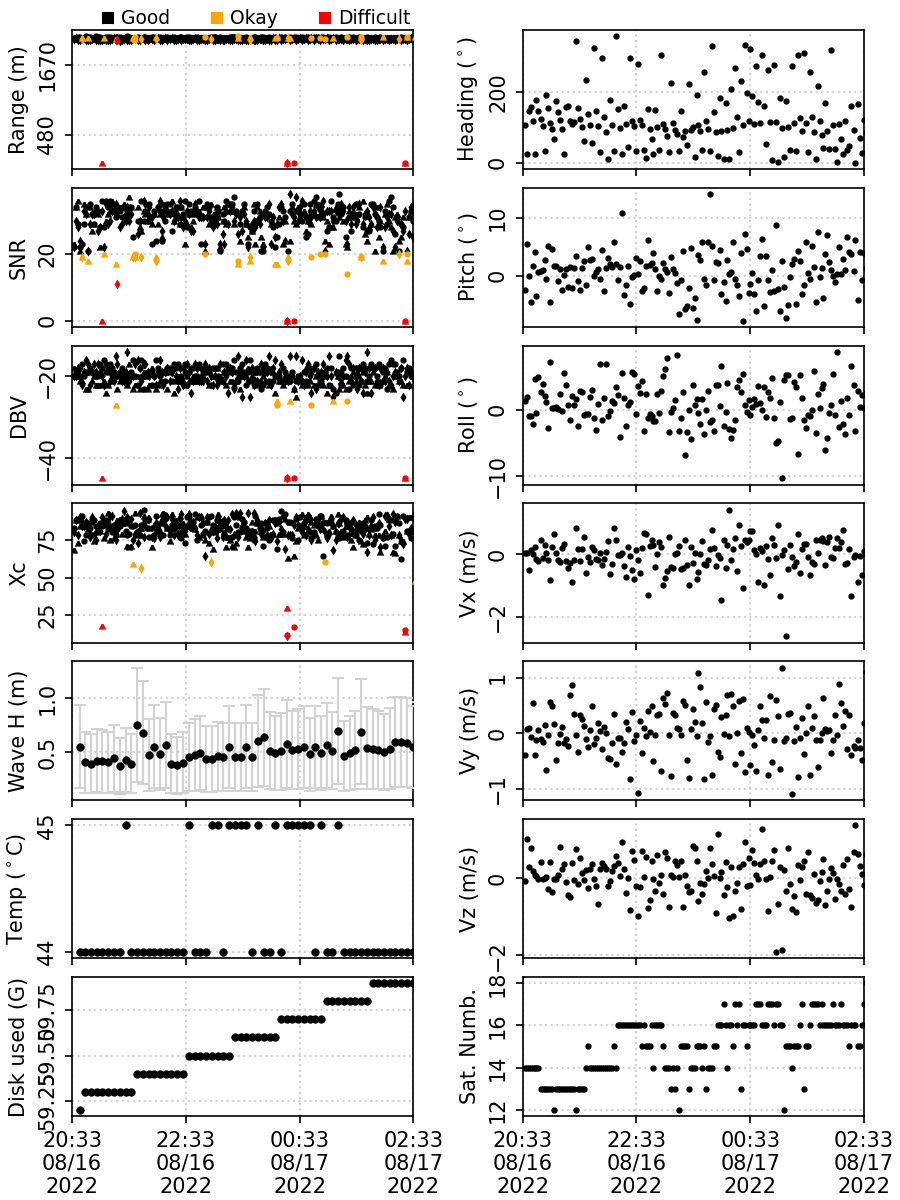 Good Okay Difficult
Range (m)
1670
480
Heading (°)
200
0
SNR
20
0
Pitch (°)
10
0
DBV
−20
−40
Roll (°)
0
−10
Xc
75
50
25
Vx (m/s)
0
−2
Wave H (m)
1.0
0.5
Vy (m/s)
1
0
−1
Temp (°C)
45
44
Vz (m/s)
0
−2
Disk used (G)
59.75
59.50
59.25
Sat. Numb.
18
16
14
12
20:33 22:33 00:33 02:33
08/16 08/16 08/17 08/17
2022 2022 2022 2022
20:33 22:33 00:33 02:33
08/16 08/16 08/17 08/17
2022 2022 2022 2022